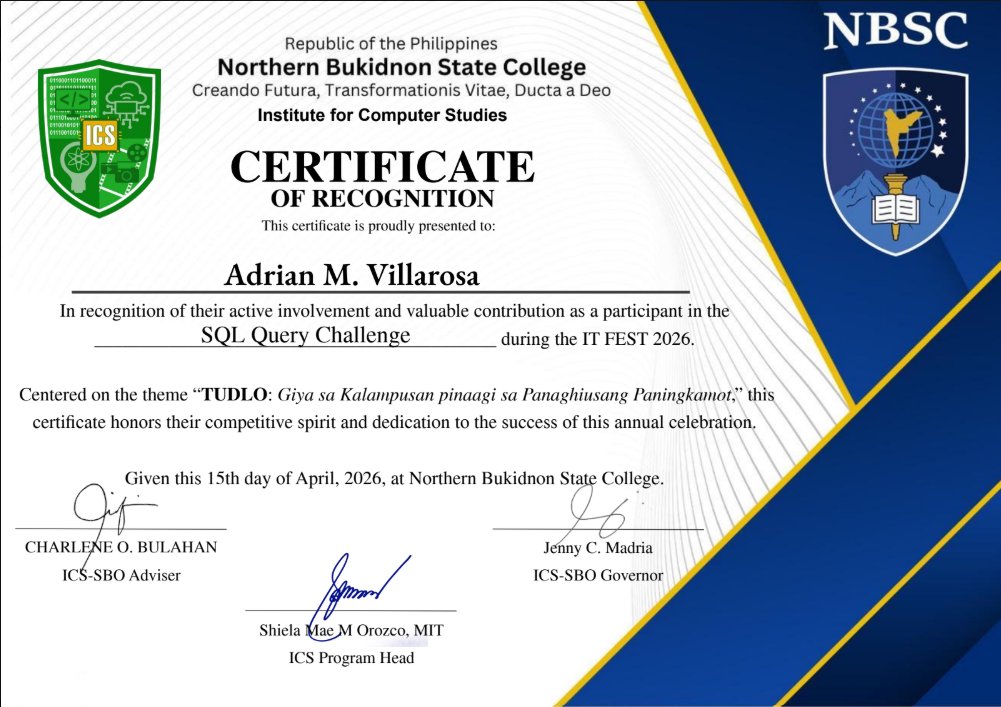 NBSC
Republic of the Philippines
Northern Bukidnon State College
Creando Futura, Transformationis Vitae, Ducta a Deo
Institute for Computer Studies
ICS
</>
CERTIFICATE
OF RECOGNITION
This certificate is proudly presented to:
Adrian M. Villarosa
In recognition of their active involvement and valuable contribution as a participant in the
SQL Query Challenge during the IT FEST 2026.
Centered on the theme “TUDLO: Giya sa Kalampusan pinaagi sa Panaghiusang Paningkamot,” this
certificate honors their competitive spirit and dedication to the success of this annual celebration.
Given this 15th day of April, 2026, at Northern Bukidnon State College.
CHARLENE O. BULAHAN
ICS-SBO Adviser
Jenny C. Madria
ICS-SBO Governor
Shiela Mae M Orozco, MIT
ICS Program Head